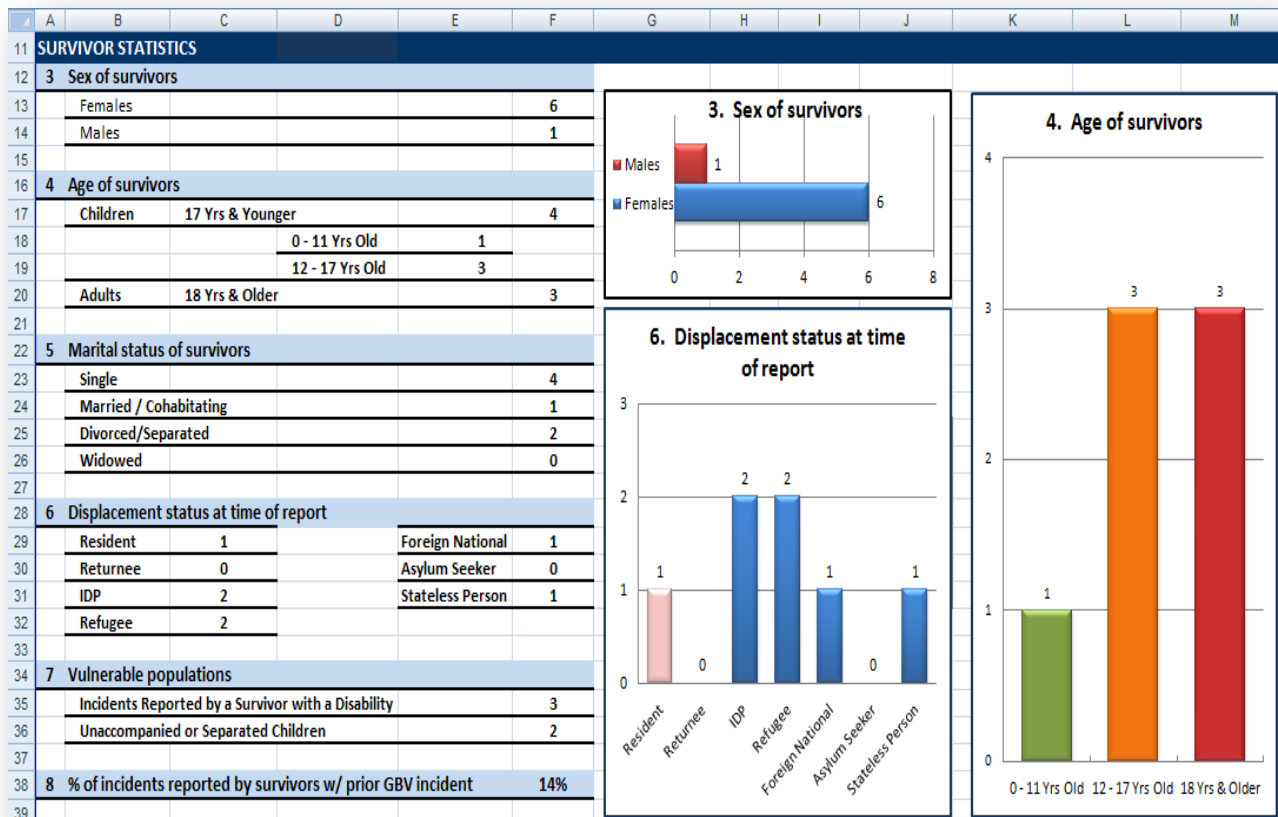 A B C D E F G H I J K L M
11 SURVIVOR STATISTICS
12 3 Sex of survivors
13 Females 6
14 Males 1
15
16 4 Age of survivors
17 Children 17 Yrs & Younger 4
18 0 - 11 Yrs Old 1
19 12 - 17 Yrs Old 3
20 Adults 18 Yrs & Older 3
21
22 5 Marital status of survivors
23 Single 4
24 Married / Cohabitating 1
25 Divorced/Separated 2
26 Widowed 0
27
28 6 Displacement status at time of report
29 Resident 1 Foreign National 1
30 Returnee 0 Asylum Seeker 0
31 IDP 2 Stateless Person 1
32 Refugee 2
33
34 7 Vulnerable populations
35 Incidents Reported by a Survivor with a Disability 3
36 Unaccompanied or Separated Children 2
37
38 8 % of incidents reported by survivors w/ prior GBV incident 14%
39
3. Sex of survivors
Males 1
Females 6
0 2 4 6 8
6. Displacement status at time
of report
3
2 2
2
1 1 1
1
0 0
0
Resident Returnee IDP Refugee Foreign National Asylum Seeker Stateless Person
4. Age of survivors
4
3 3
3
2
1
1
0
0 - 11 Yrs Old 12 - 17 Yrs Old 18 Yrs & Older